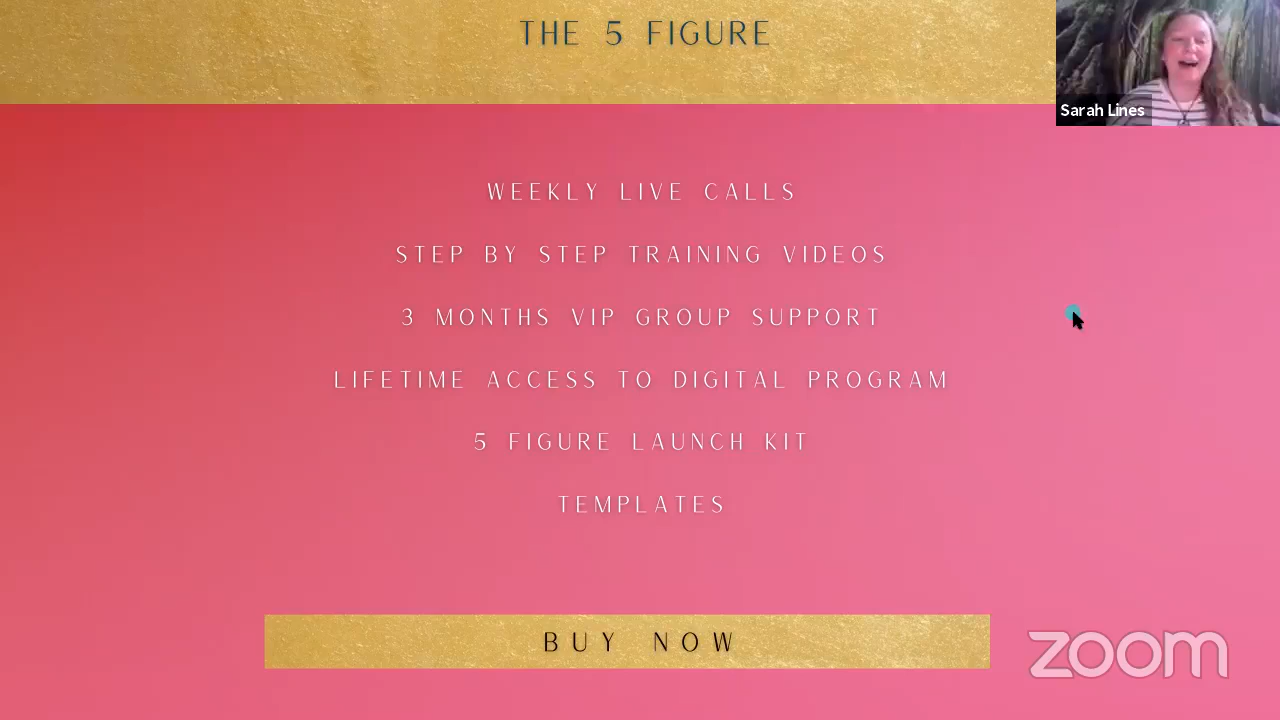 THE 5 FIGURE
Sarah Lines
WEEKLY LIVE CALLS
STEP BY STEP TRAINING VIDEOS
3 MONTHS VIP GROUP SUPPORT
LIFETIME ACCESS TO DIGITAL PROGRAM
5 FIGURE LAUNCH KIT
TEMPLATES
BUY NOW
zoom